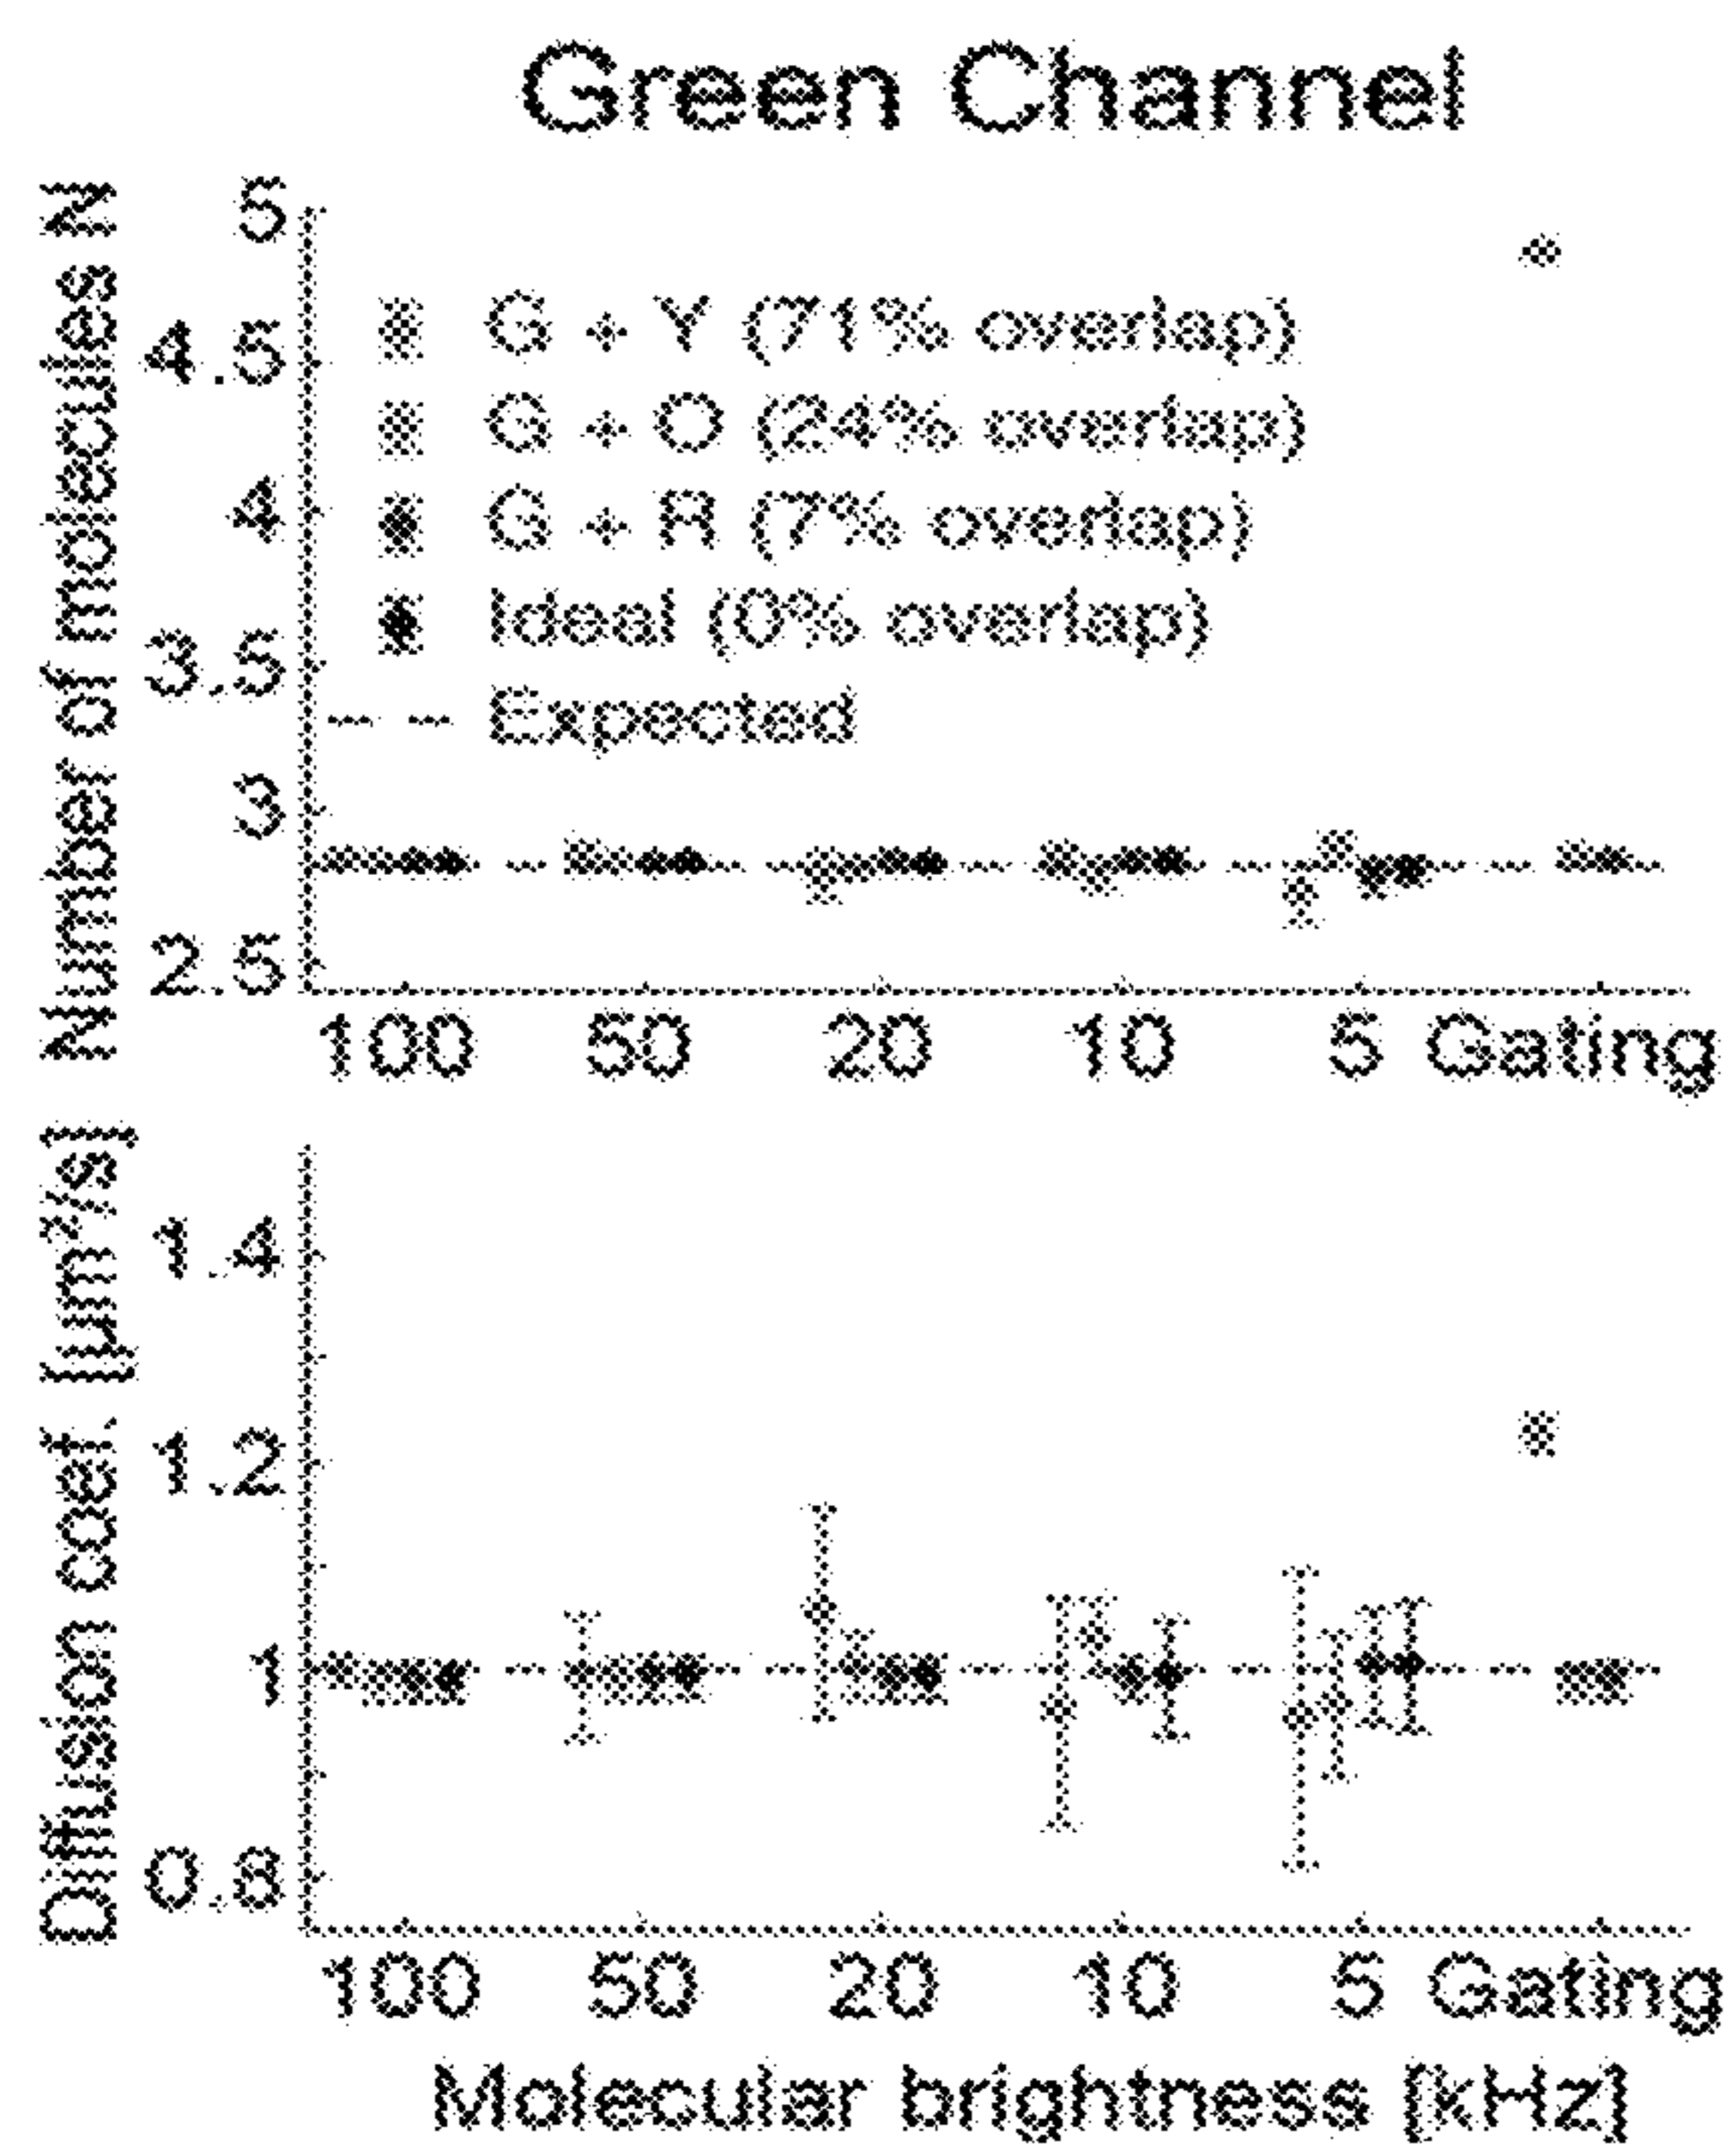 Green Channel
Number of molecules N
5
4.5
4
3.5
3
2.5
G + Y (71% overlap)
G + O (24% overlap)
G + R (7% overlap)
Ideal (0% overlap)
Expected
100 50 20 10 5 Gating
Diffusion coef. [µm²/s]
1.4
1.2
1
0.8
100 50 20 10 5 Gating
Molecular brightness [kHz]